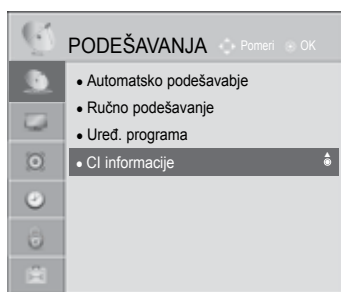 PODEŠAVANJA Pomeri OK
• Automatsko podešavabje
• Ručno podešavanje
• Uređ. programa
• CI informacije